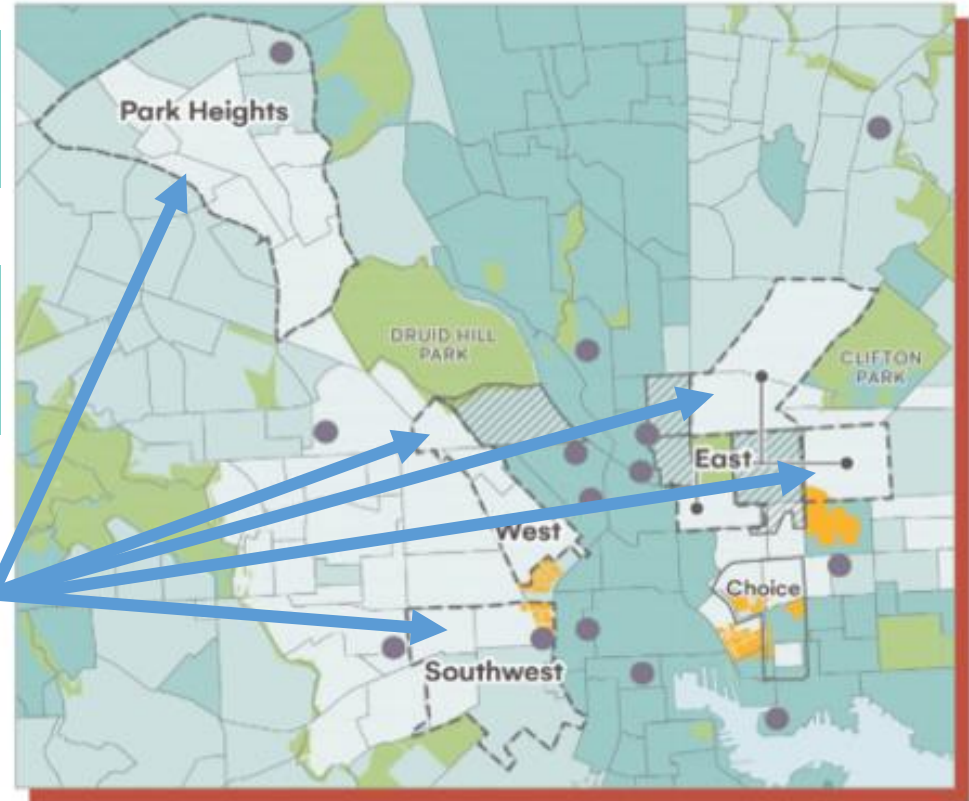 Park Heights
DRUID HILL
PARK
CLIFTON
PARK
East
West
Choice
Southwest